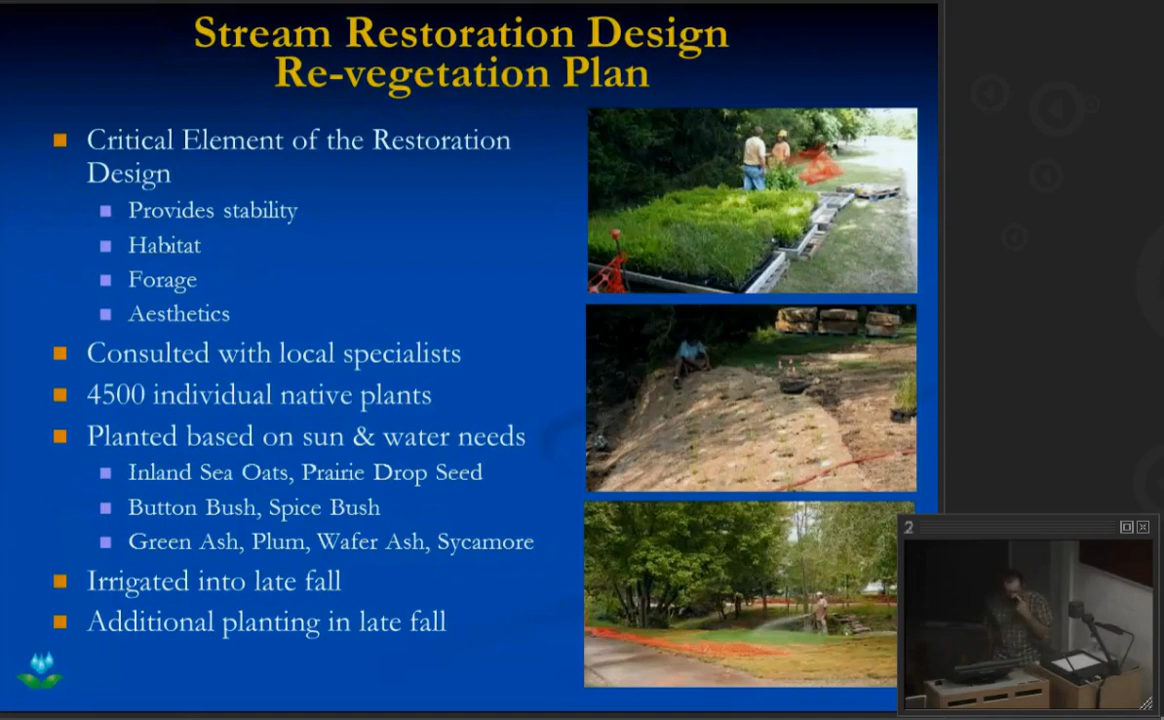 Stream Restoration Design
Re-vegetation Plan
Critical Element of the Restoration
Design
Provides stability
Habitat
Forage
Aesthetics
Consulted with local specialists
4500 individual native plants
Planted based on sun & water needs
Inland Sea Oats, Prairie Drop Seed
Button Bush, Spice Bush
Green Ash, Plum, Wafer Ash, Sycamore
Irrigated into late fall
Additional planting in late fall
2